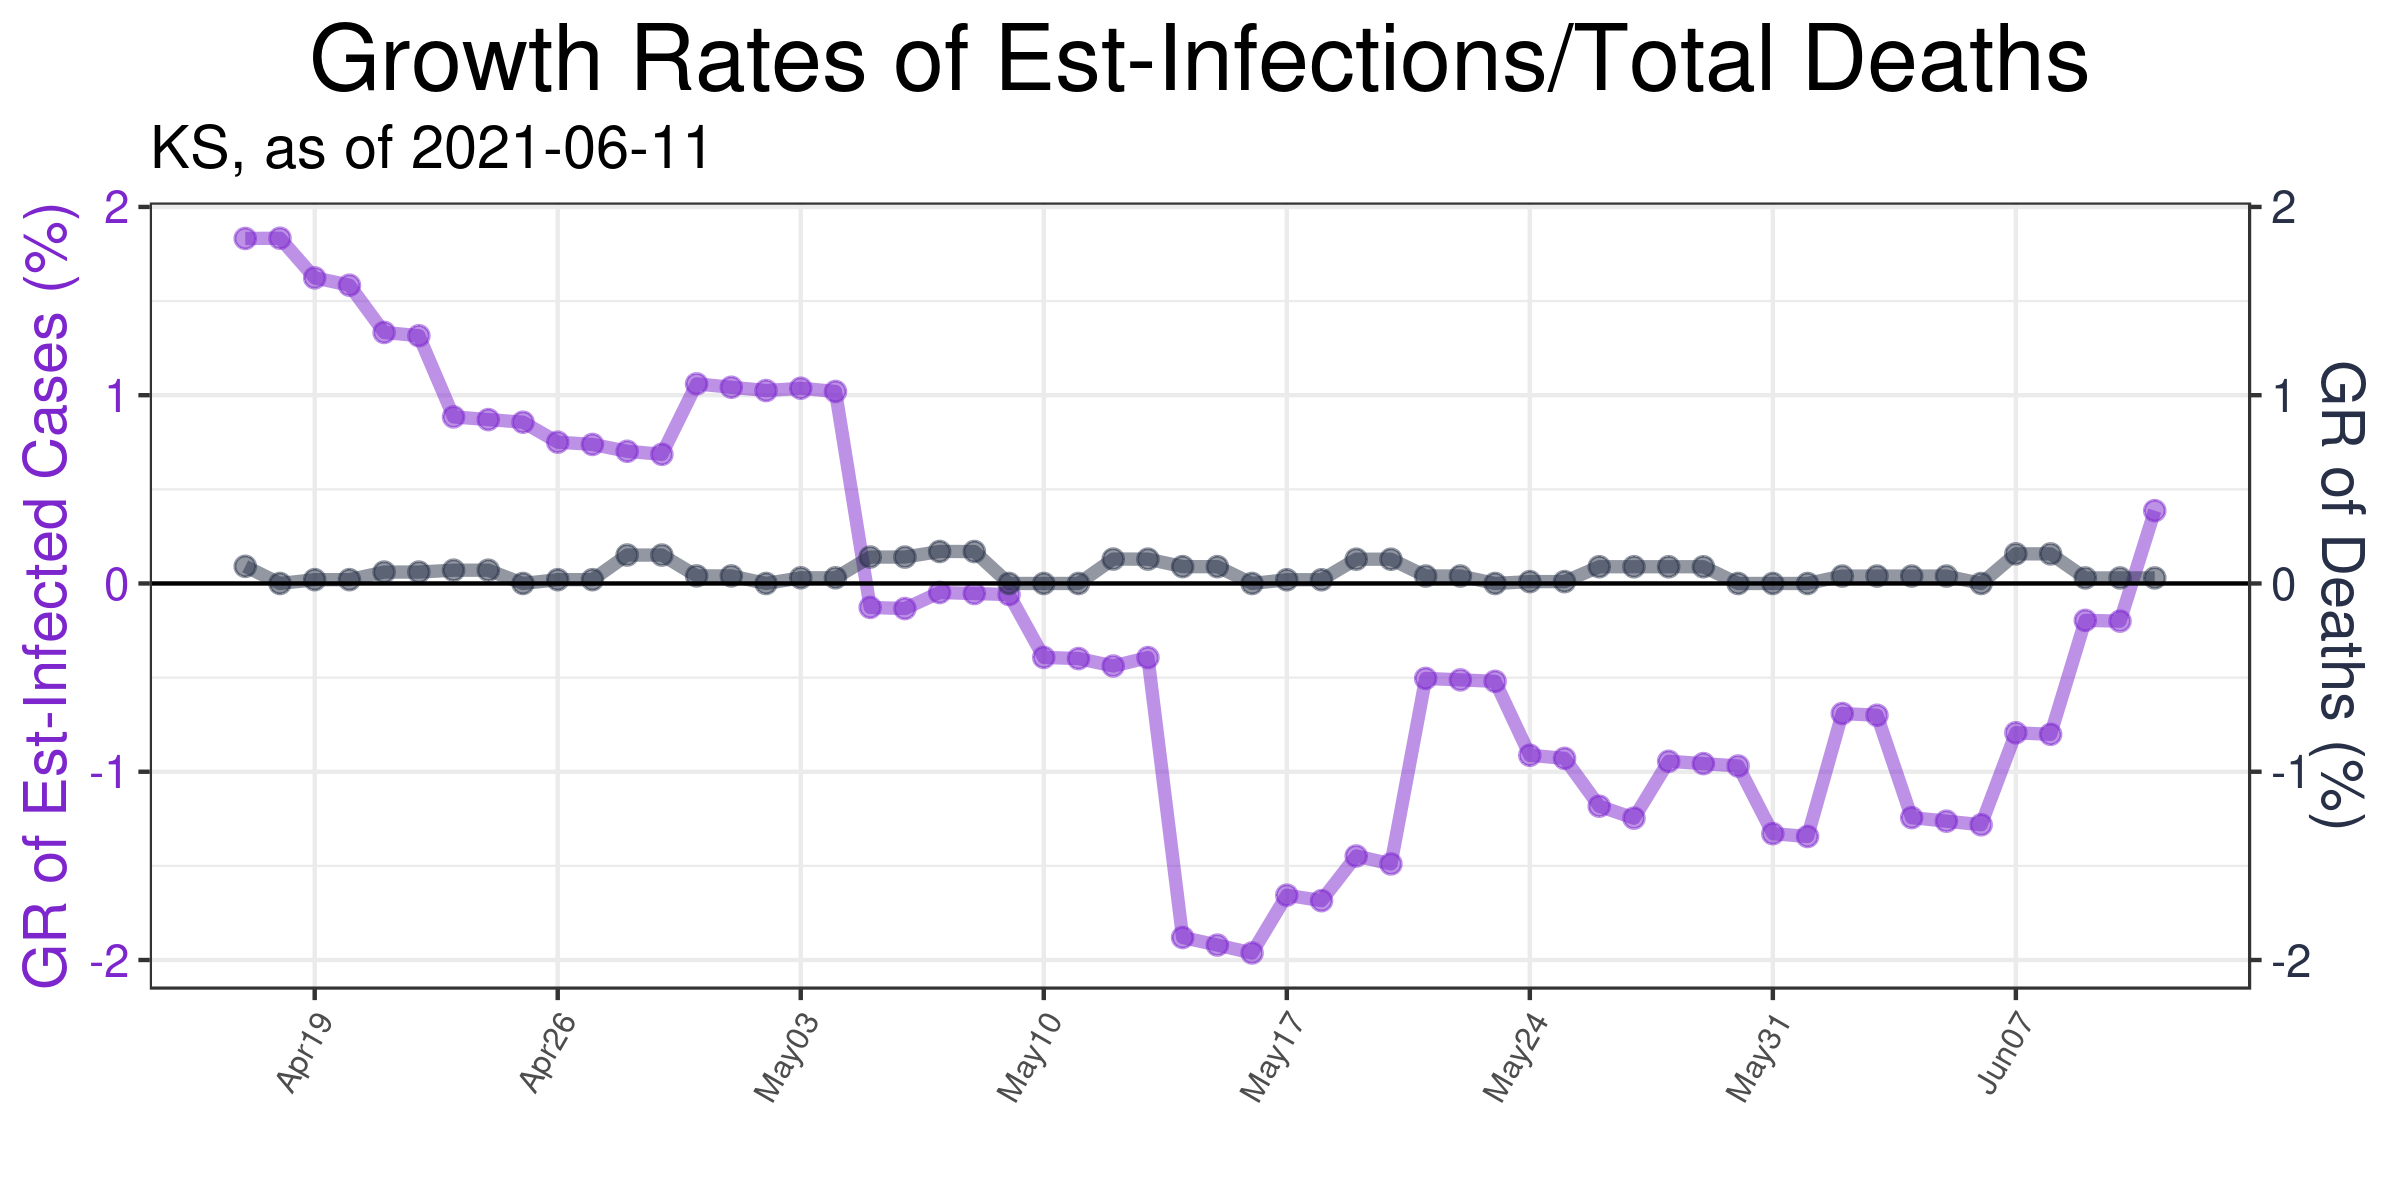 Growth Rates of Est-Infections/Total Deaths
KS, as of 2021-06-11
GR of Est-Infected Cases (%)
2
1
0
-1
-2
2
1
0
-1
-2
GR of Deaths (%)
Apr19
Apr26
May03
May10
May17
May24
May31
Jun07